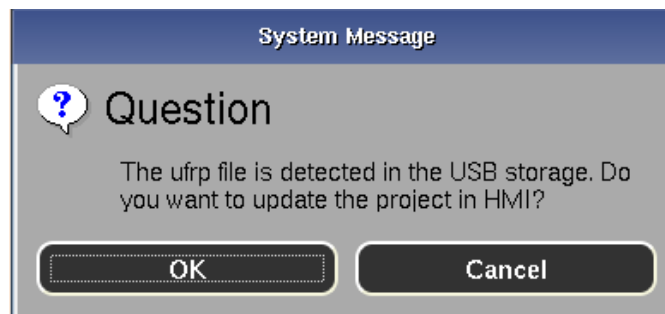 System Message
Question
The ufrp file is detected in the USB storage. Do
you want to update the project in HMI?
OK
Cancel